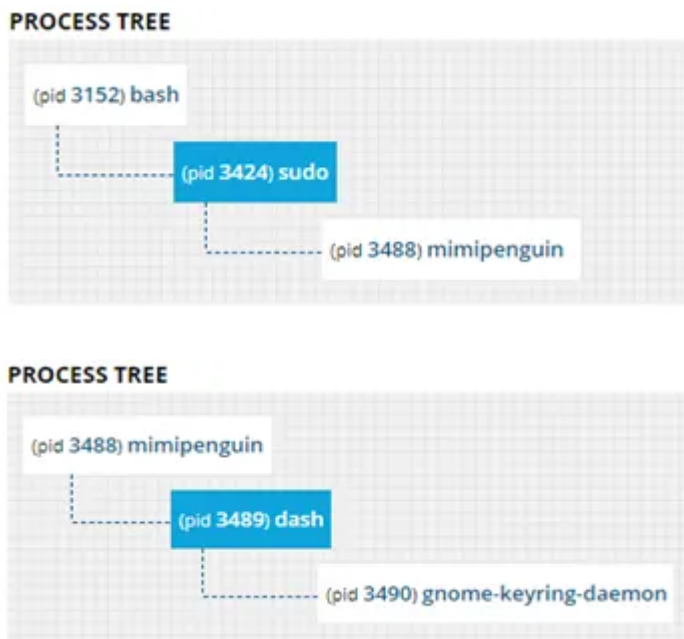 PROCESS TREE
(pid 3152) bash
(pid 3424) sudo
(pid 3488) mimipenguin
PROCESS TREE
(pid 3488) mimipenguin
(pid 3489) dash
(pid 3490) gnome-keyring-daemon